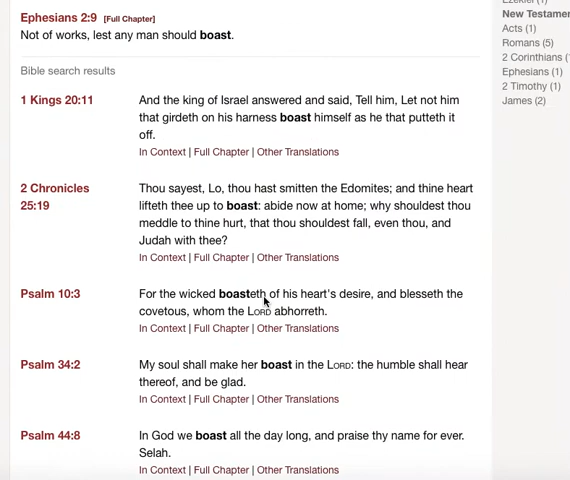 Ephesians 2:9 [Full Chapter]
Not of works, lest any man should boast.
Bible search results
1 Kings 20:11
And the king of Israel answered and said, Tell him, Let not him
that girdeth on his harness boast himself as he that putteth it
off.
In Context | Full Chapter | Other Translations
2 Chronicles
25:19
Thou sayest, Lo, thou hast smitten the Edomites; and thine heart
lifteth thee up to boast: abide now at home; why shouldest thou
meddle to thine hurt, that thou shouldest fall, even thou, and
Judah with thee?
In Context | Full Chapter | Other Translations
Psalm 10:3
For the wicked boasteth of his heart's desire, and blesseth the
covetous, whom the LORD abhorreth.
In Context | Full Chapter | Other Translations
Psalm 34:2
My soul shall make her boast in the LORD: the humble shall hear
thereof, and be glad.
In Context | Full Chapter | Other Translations
Psalm 44:8
In God we boast all the day long, and praise thy name for ever.
Selah.
In Context | Full Chapter | Other Translations
New Testamen
Acts (1)
Romans (5)
2 Corinthians (
Ephesians (1)
2 Timothy (1)
James (2)